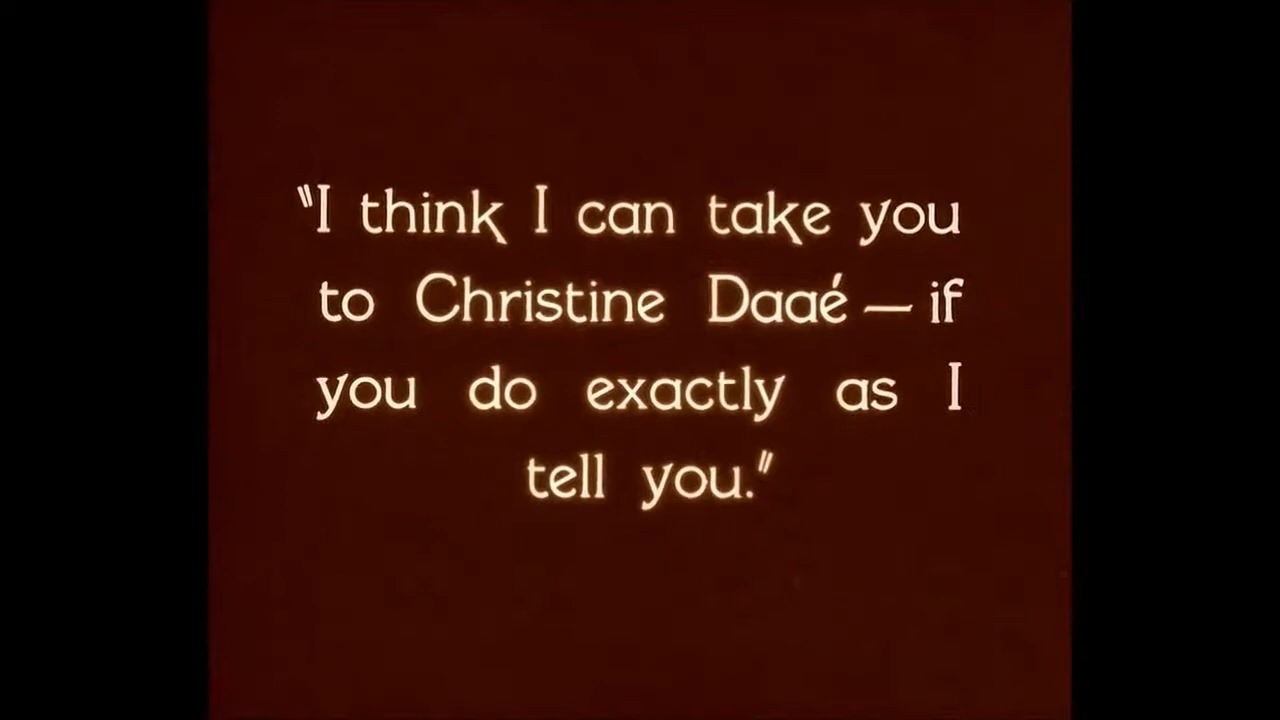 "I think I can take you
to Christine Daaé — if
you do exactly as I
tell you."